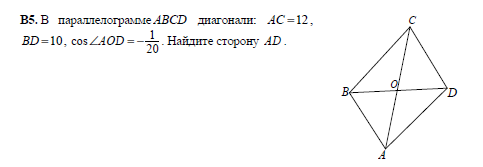 B5. В параллелограмме ABCD диагонали: AC = 12,
BD = 10, cos∠AOD = −1/20. Найдите сторону AD.
C
B
O
D
A